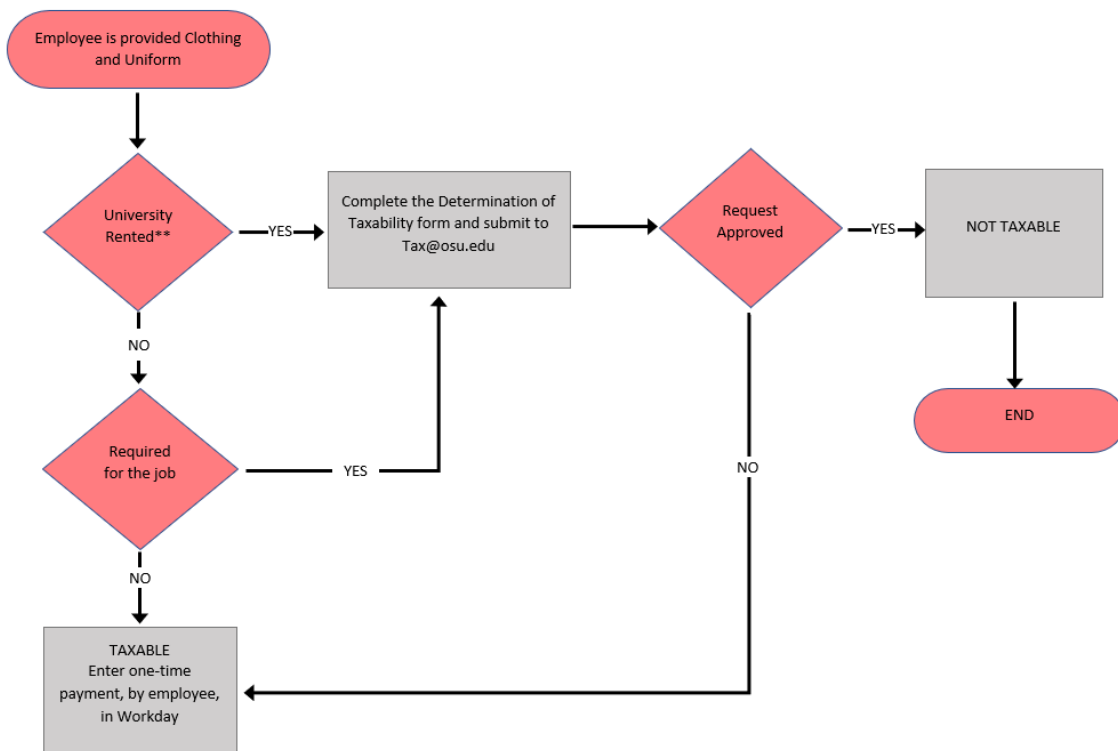 Employee is provided Clothing
and Uniform
University
Rented**
YES
Complete the Determination of
Taxability form and submit to
Tax@osu.edu
Request
Approved
YES
NOT TAXABLE
NO
Required
for the job
YES
NO
END
NO
TAXABLE
Enter one-time
payment, by employee,
in Workday